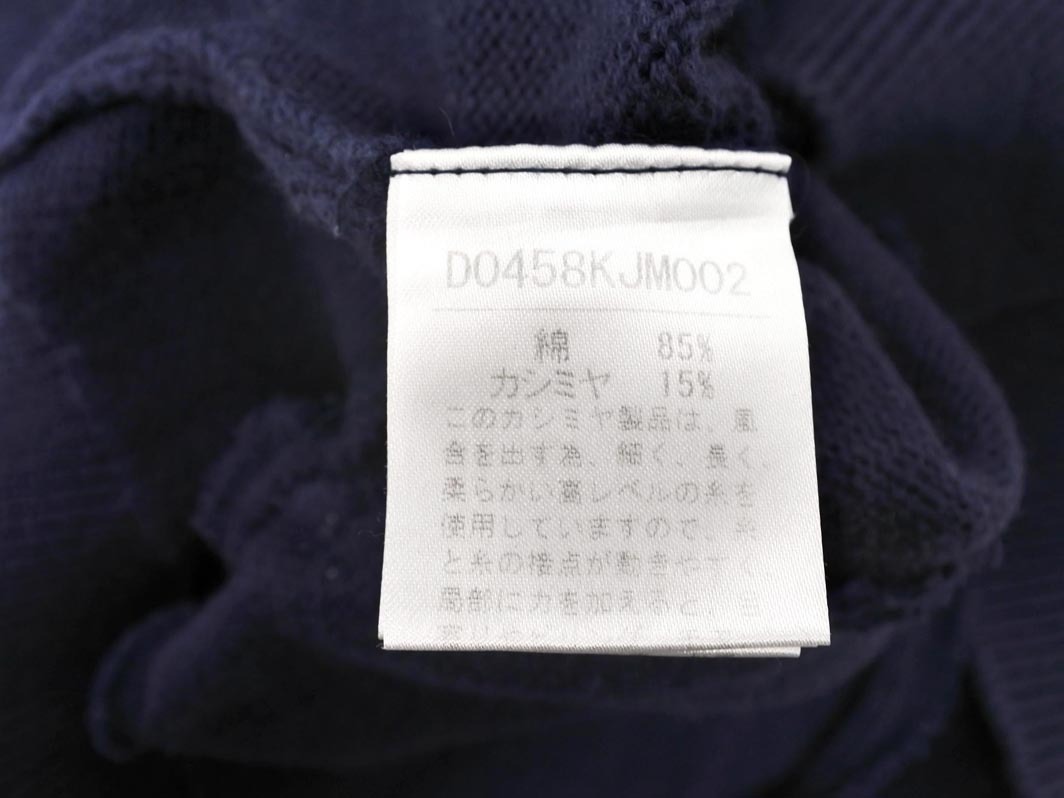 D0458KJM002
綿 85%
カシミヤ 15%
このカシミヤ製品は、風
合を出す為、細く、長く、
柔らかい高レベルの糸を
使用していますので、糸
と糸の接点が動きやすく、
局部に力を加えると、目